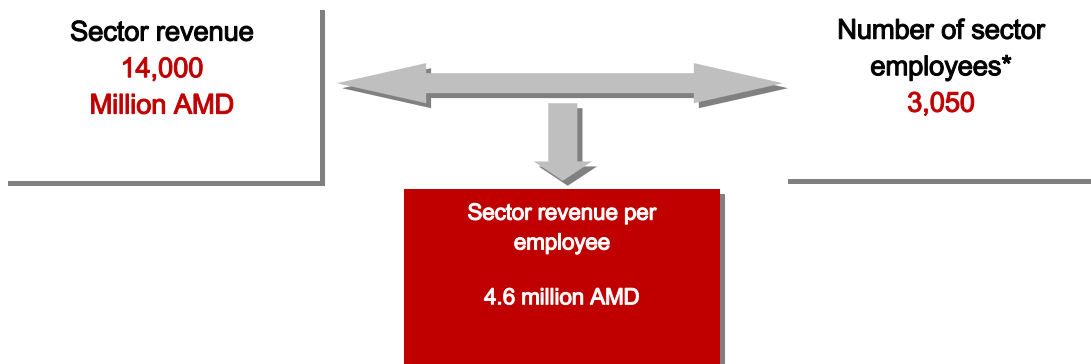 Sector revenue
14,000
Million AMD
Number of sector
employees*
3,050
Sector revenue per
employee
4.6 million AMD